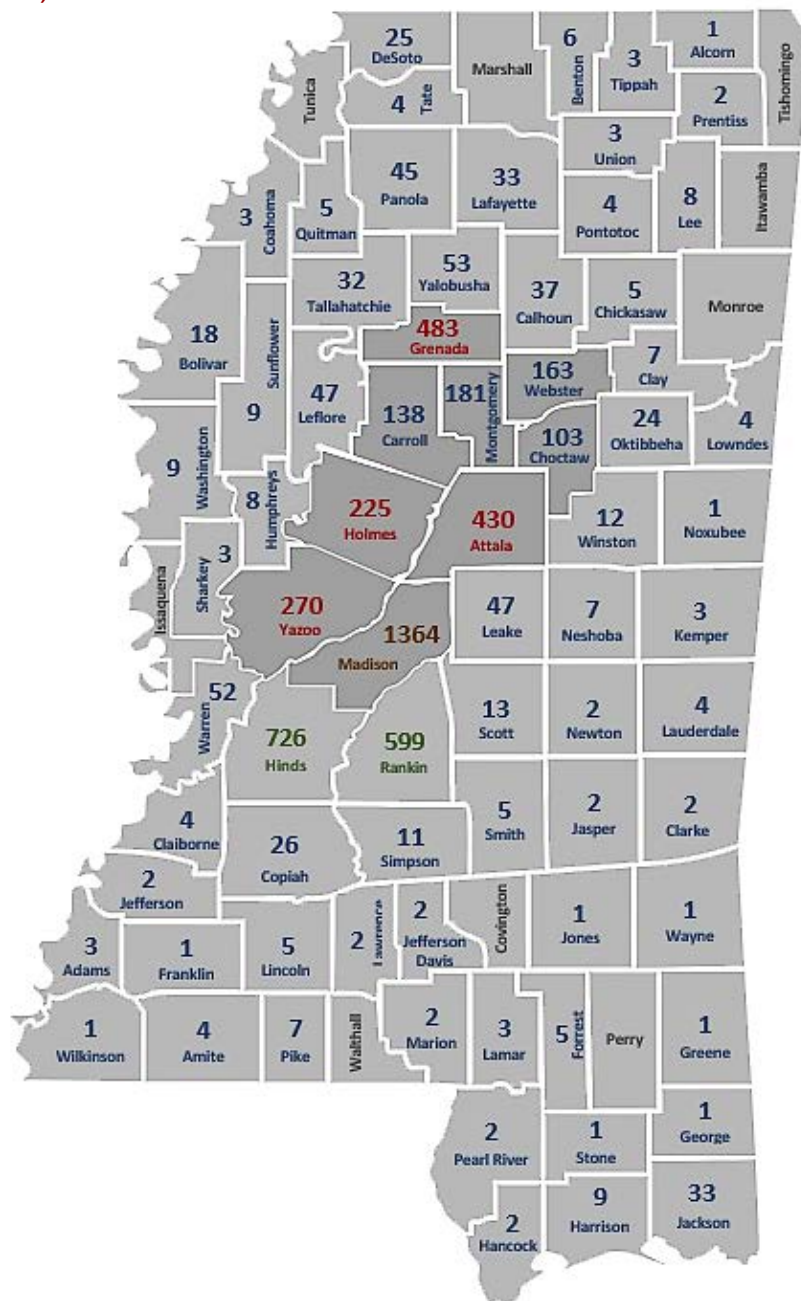 25
DeSoto
Marshall
6
Benton
3
Tippah
1
Alcorn
Tishomingo
Tunica
4
Tate
2
Prentiss
3
Union
45
Panola
33
Lafayette
3
Coahoma
5
Quitman
4
Pontotoc
8
Lee
Itawamba
32
Tallahatchie
53
Yalobusha
37
Calhoun
5
Chickasaw
Monroe
18
Bolivar
Sunflower
9
483
Grenada
47
Leflore
138
Carroll
181
Montgomery
163
Webster
7
Clay
103
Choctaw
24
Oktibbeha
4
Lowndes
9
Washington
8
Humphreys
225
Holmes
430
Attala
12
Winston
1
Noxubee
Issaquena
3
Sharkey
270
Yazoo
1364
Madison
47
Leake
7
Neshoba
3
Kemper
52
Warren
726
Hinds
599
Rankin
13
Scott
2
Newton
4
Lauderdale
4
Claiborne
26
Copiah
11
Simpson
5
Smith
2
Jasper
2
Clarke
2
Jefferson
3
Adams
1
Franklin
5
Lincoln
2
Lawrence
2
Jefferson
Davis
Covington
1
Jones
1
Wayne
1
Wilkinson
4
Amite
7
Pike
Walthall
2
Marion
3
Lamar
5
Forrest
Perry
1
Greene
2
Pearl River
1
Stone
1
George
2
Hancock
9
Harrison
33
Jackson